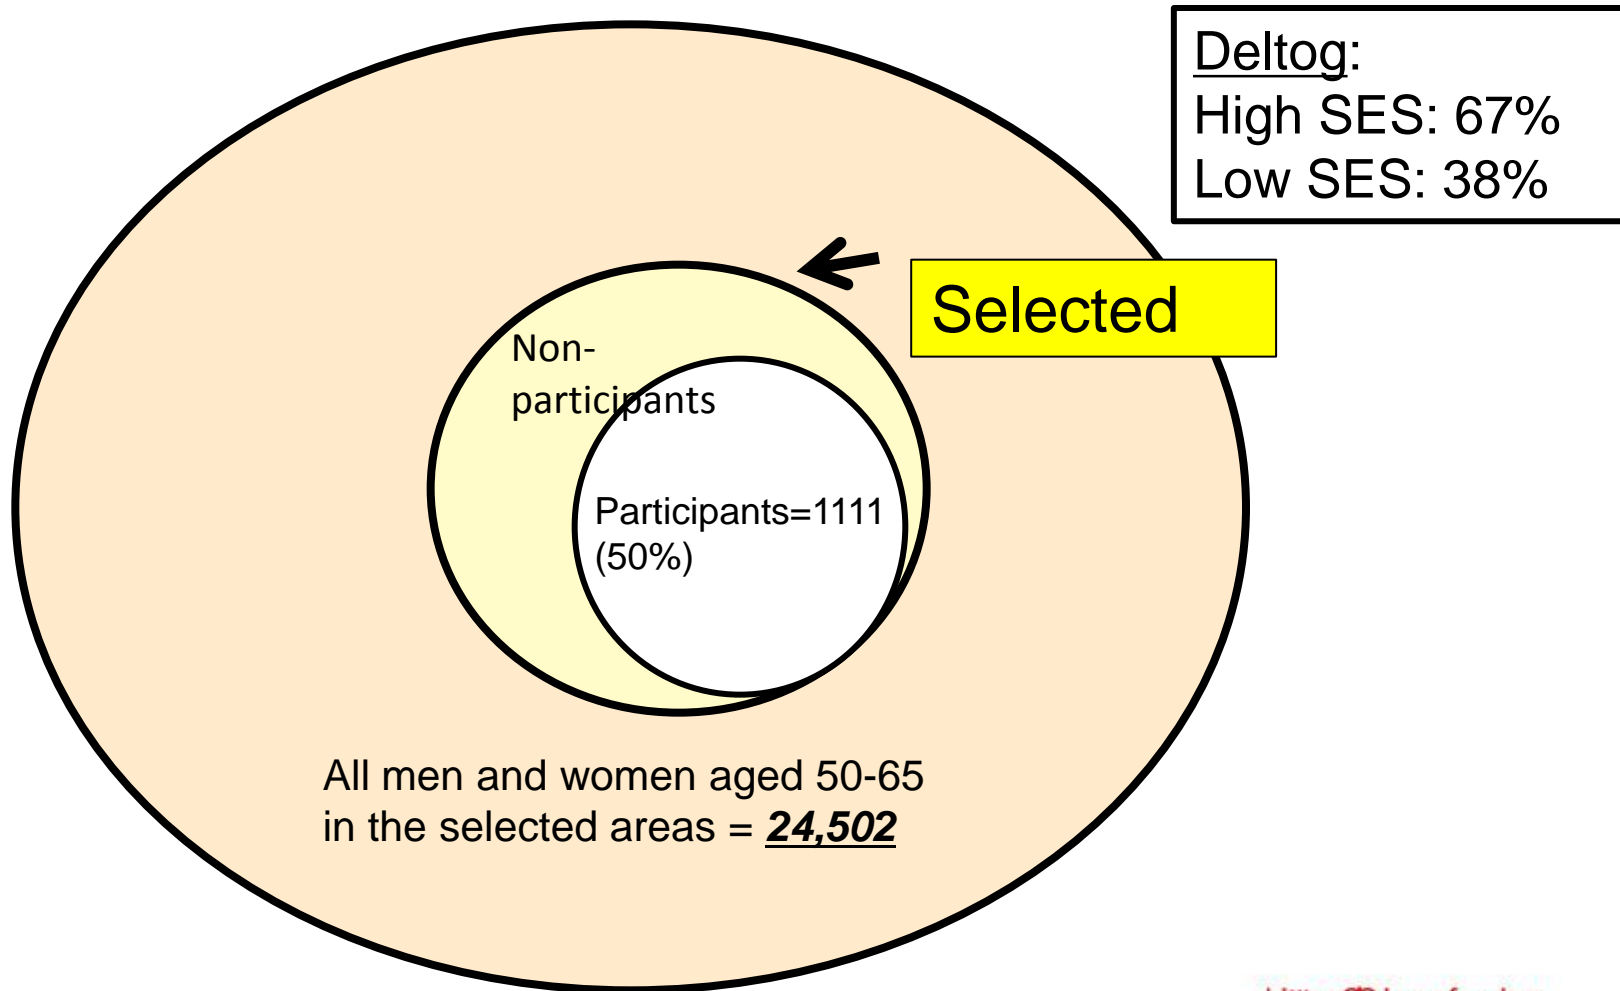 Deltog:
High SES: 67%
Low SES: 38%
Selected
Non-
participants
Participants=1111
(50%)
All men and women aged 50-65
in the selected areas = 24,502